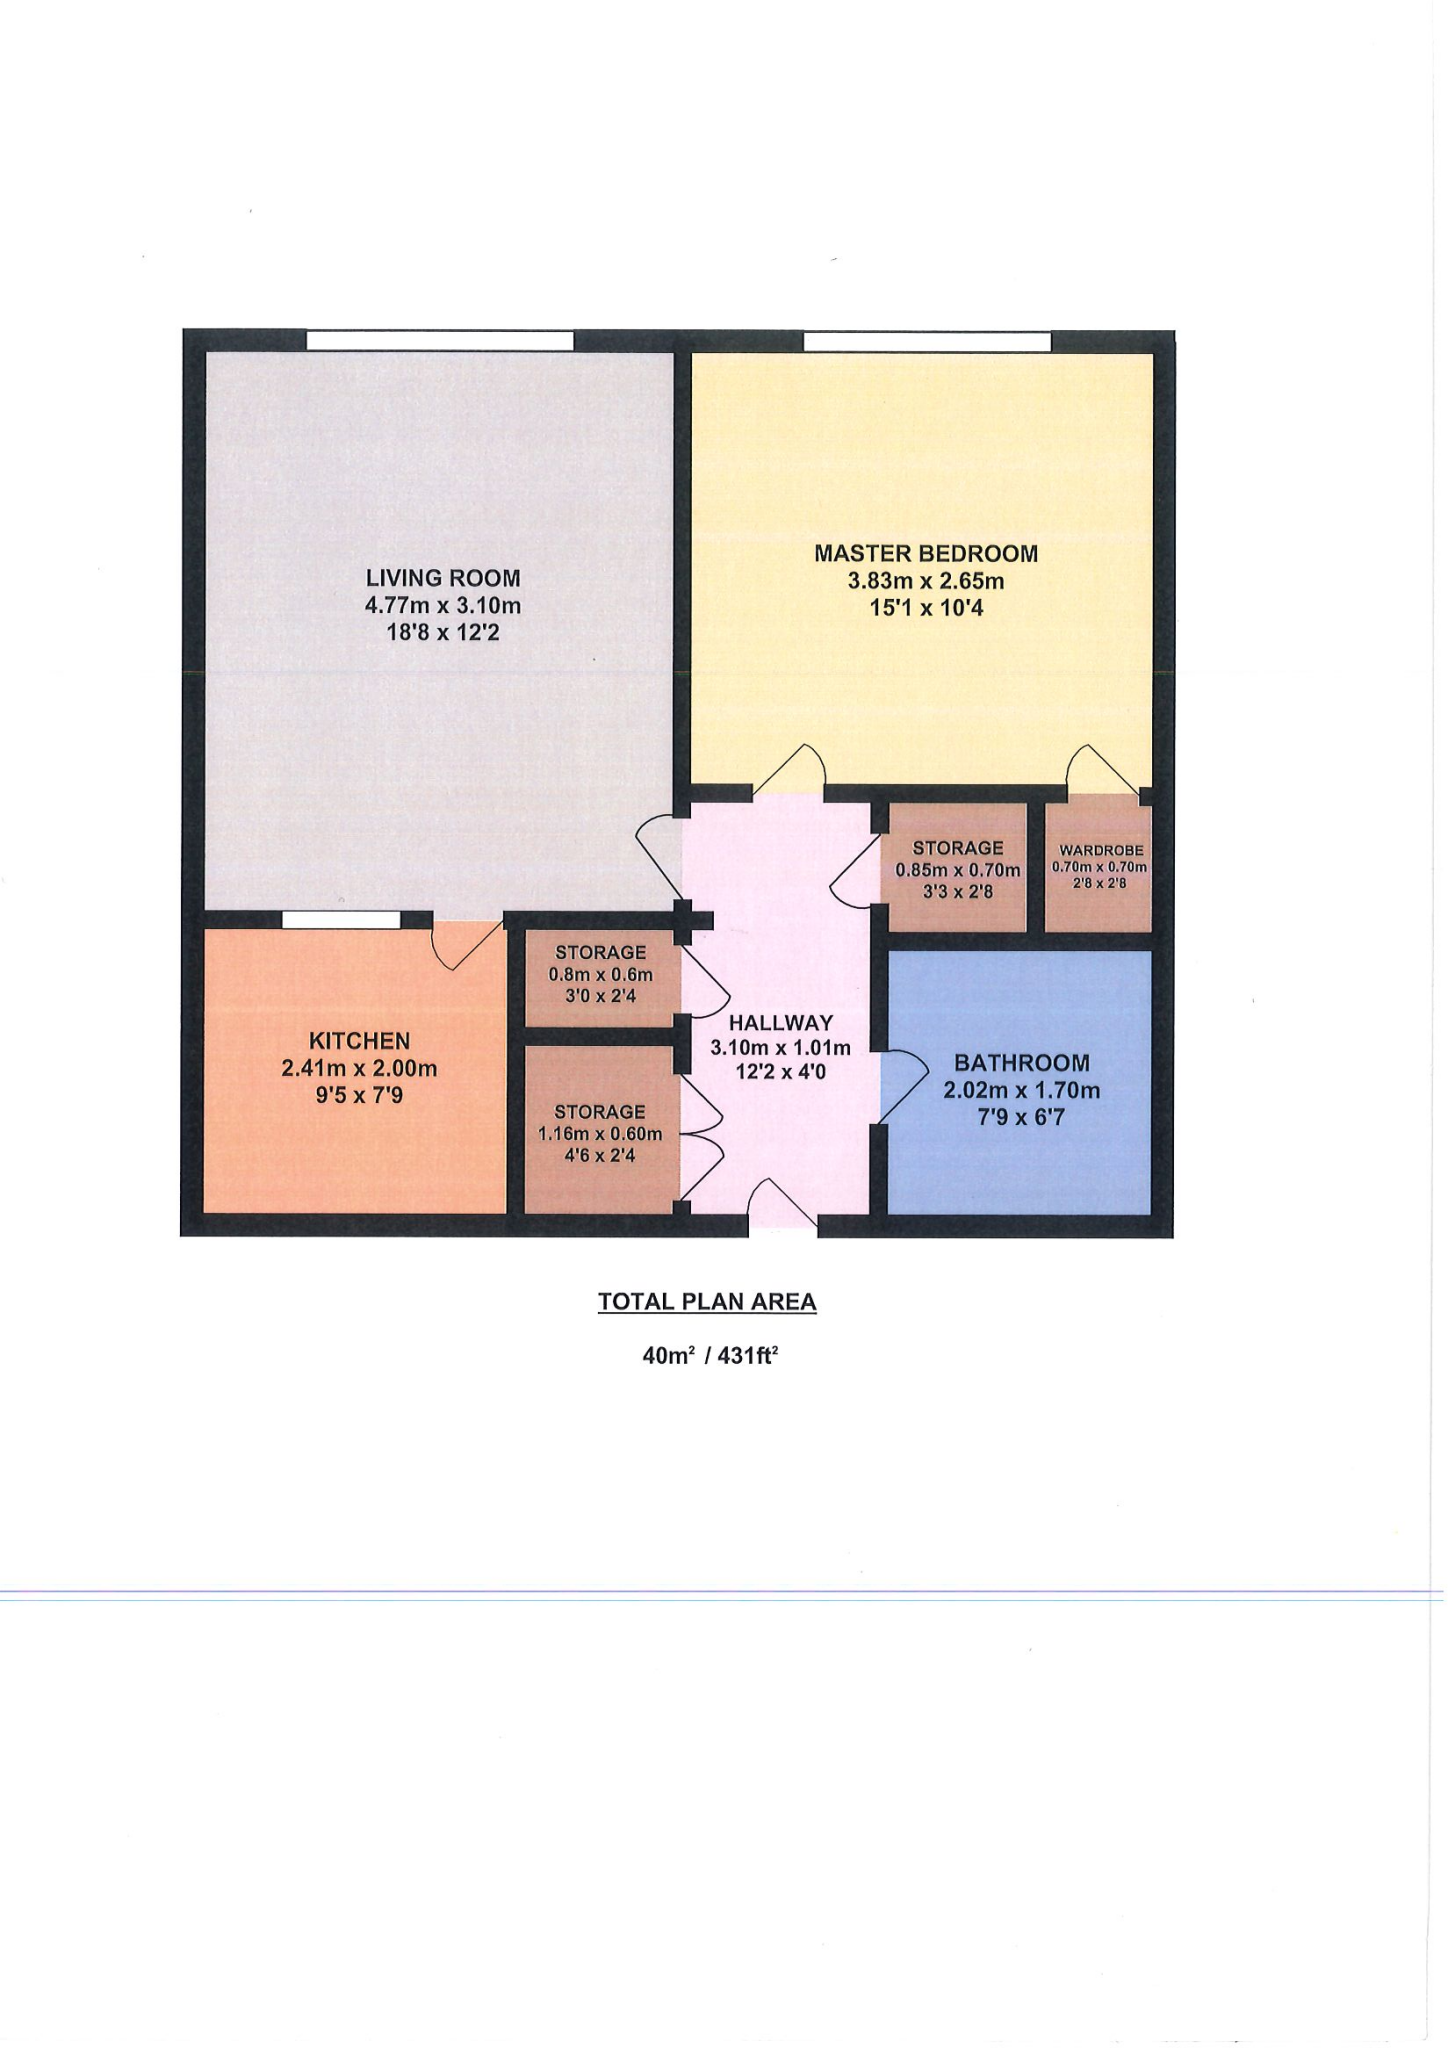 LIVING ROOM
4.77m x 3.10m
18'8 x 12'2
MASTER BEDROOM
3.83m x 2.65m
15'1 x 10'4
STORAGE
0.85m x 0.70m
3'3 x 2'8
WARDROBE
0.70m x 0.70m
2'8 x 2'8
KITCHEN
2.41m x 2.00m
9'5 x 7'9
STORAGE
0.8m x 0.6m
3'0 x 2'4
STORAGE
1.16m x 0.60m
4'6 x 2'4
HALLWAY
3.10m x 1.01m
12'2 x 4'0
BATHROOM
2.02m x 1.70m
7'9 x 6'7
TOTAL PLAN AREA
40m² / 431ft²